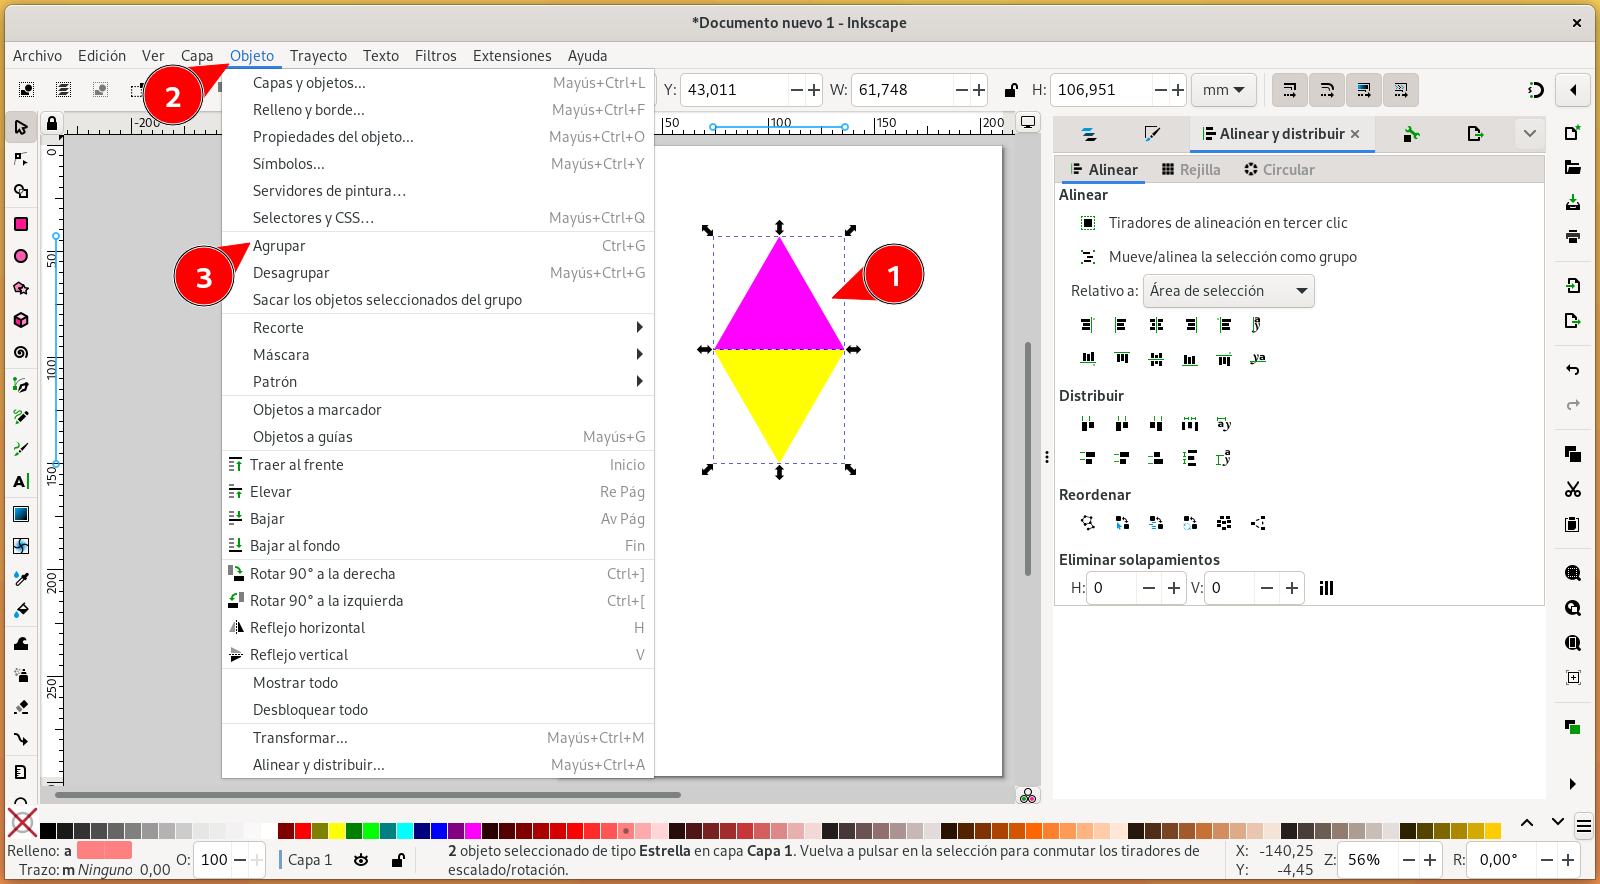 *Documento nuevo 1 - Inkscape
Archivo Edición Ver Capa Objeto Trayecto Texto Filtros Extensiones Ayuda
2
Y: 43,011 W: 61,748 H: 106,951 mm
-200 50 100 150 200
Capas y objetos... Mayús+Ctrl+L
Relleno y borde... Mayús+Ctrl+F
Propiedades del objeto... Mayús+Ctrl+O
Símbolos... Mayús+Ctrl+Y
Servidores de pintura...
Selectores y CSS... Mayús+Ctrl+Q
Agrupar Ctrl+G
Desagrupar Mayús+Ctrl+G
Sacar los objetos seleccionados del grupo
Recorte
Máscara
Patrón
Objetos a marcador
Objetos a guías Mayús+G
Traer al frente Inicio
Elevar Re Pág
Bajar Av Pág
Bajar al fondo Fin
Rotar 90° a la derecha Ctrl+]
Rotar 90° a la izquierda Ctrl+[
Reflejo horizontal H
Reflejo vertical V
Mostrar todo
Desbloquear todo
Transformar... Mayús+Ctrl+M
Alinear y distribuir... Mayús+Ctrl+A
3
1
0
50
100
150
200
250
Alinear y distribuir
Alinear Rejilla Circular
Alinear
Tiradores de alineación en tercer clic
Mueve/alinea la selección como grupo
Relativo a: Área de selección
Distribuir
Reordenar
Eliminar solapamientos
H: 0 V: 0
Relleno: a
Trazo: m Ninguno 0,00
O: 100
Capa 1
2 objeto seleccionado de tipo Estrella en capa Capa 1. Vuelva a pulsar en la selección para conmutar los tiradores de
escalado/rotación.
X: -140,25
Y: -4,45
Z: 56%
R: 0,00°